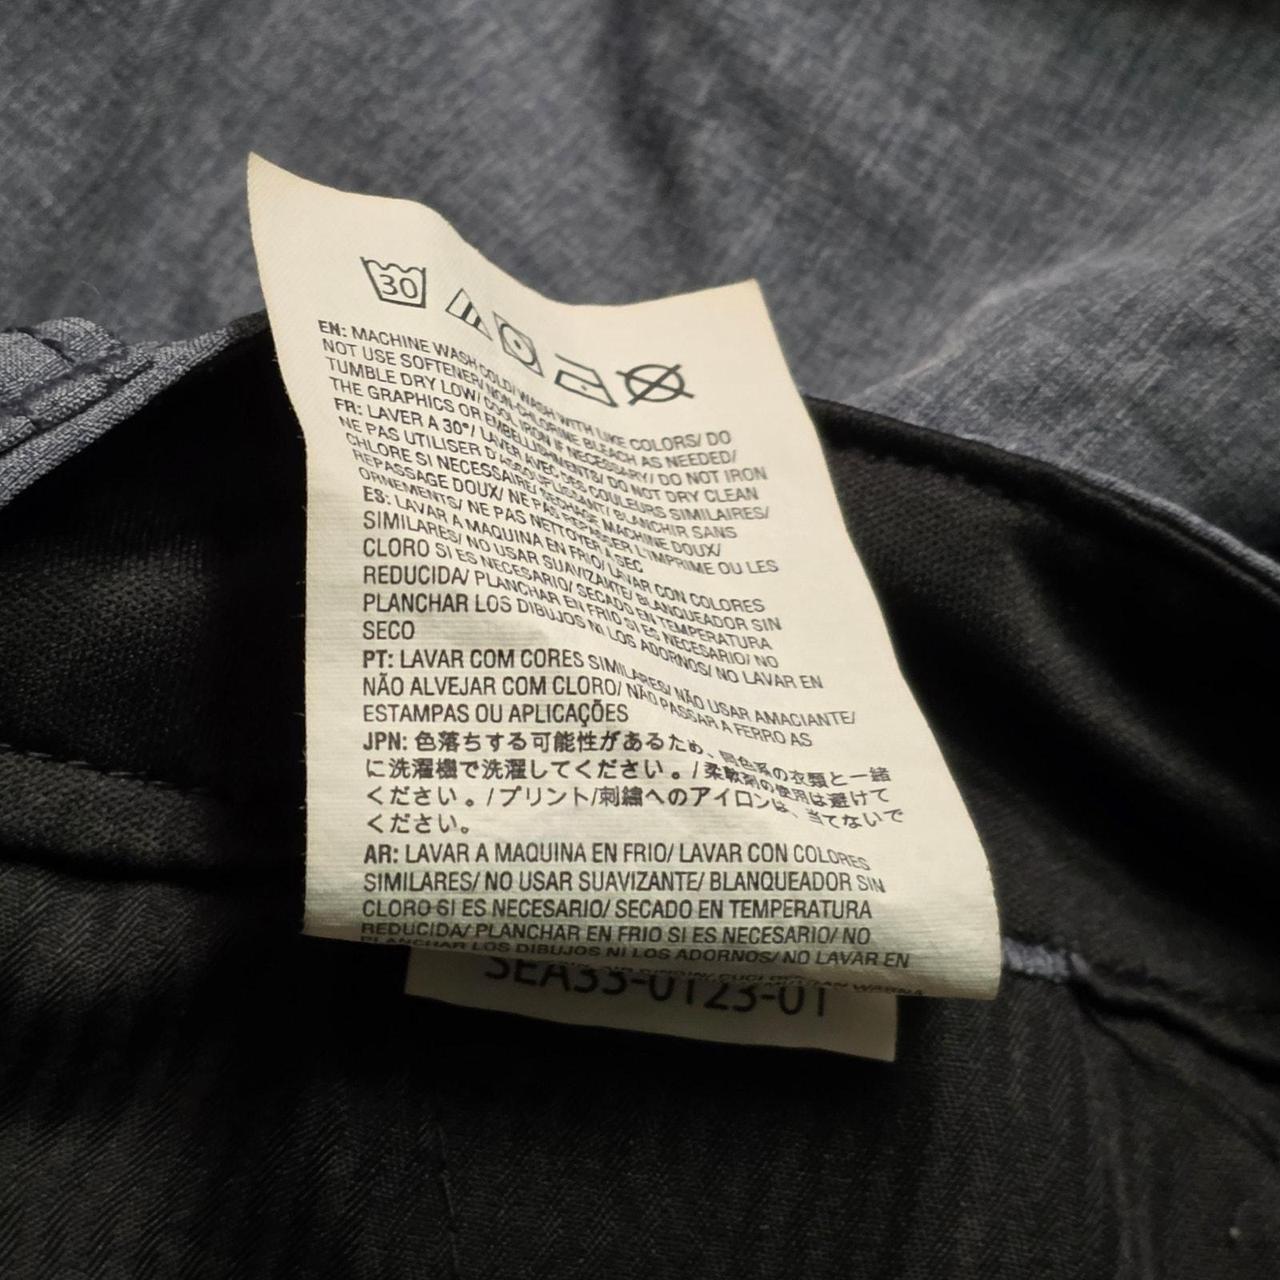 30
EN: MACHINE WASH COLD/ WASH WITH LIKE COLORS/ DO
NOT USE SOFTENER/ NON-CHLORINE BLEACH AS NEEDED/
TUMBLE DRY LOW/ COOL IRON IF NECESSARY/ DO NOT IRON
THE GRAPHICS OR EMBELLISHMENTS/ DO NOT DRY CLEAN
FR: LAVER A 30°/ LAVER AVEC DES COULEURS SIMILAIRES/
NE PAS UTILISER D'ASSOUPLISSANT/ BLANCHIR SANS
CHLORE SI NECESSAIRE/ SECHAGE MACHINE DOUX/
REPASSAGE DOUX/ NE PAS REPASSER L'IMPRIME OU LES
ORNEMENTS/ NE PAS NETTOYER A SEC
ES: LAVAR A MAQUINA EN FRIO/ LAVAR CON COLORES
SIMILARES/ NO USAR SUAVIZANTE/ BLANQUEADOR SIN
CLORO SI ES NECESARIO/ SECADO EN TEMPERATURA
REDUCIDA/ PLANCHAR EN FRIO SI ES NECESARIO/ NO
PLANCHAR LOS DIBUJOS NI LOS ADORNOS/ NO LAVAR EN
SECO
PT: LAVAR COM CORES SIMILARES/ NÃO USAR AMACIANTE/
NÃO ALVEJAR COM CLORO/ NÃO PASSAR A FERRO AS
ESTAMPAS OU APLICAÇÕES
JPN: 色落ちする可能性があるため、同色系の衣類と一緒
に洗濯機で洗濯してください。/柔軟剤の使用は避けて
ください。/プリント/刺繍へのアイロンは、当てないで
ください。
AR: LAVAR A MAQUINA EN FRIO/ LAVAR CON COLORES
SIMILARES/ NO USAR SUAVIZANTE/ BLANQUEADOR SIN
CLORO SI ES NECESARIO/ SECADO EN TEMPERATURA
REDUCIDA/ PLANCHAR EN FRIO SI ES NECESARIO/ NO
PLANCHAR LOS DIBUJOS NI LOS ADORNOS/ NO LAVAR EN
SEA33-0123-01